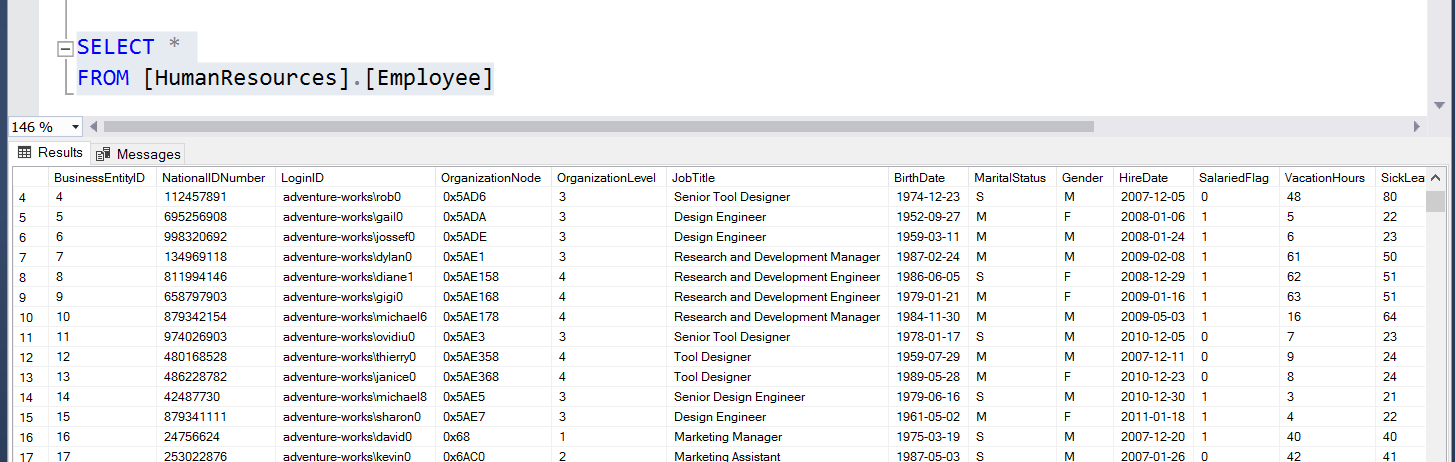 SELECT *
FROM [HumanResources].[Employee]
146 %
Results Messages
BusinessEntityID NationalIDNumber LoginID OrganizationNode OrganizationLevel JobTitle BirthDate MaritalStatus Gender HireDate SalariedFlag VacationHours SickLea
4 4 112457891 adventure-works\rob0 0x5AD6 3 Senior Tool Designer 1974-12-23 S M 2007-12-05 0 48 80
5 5 695256908 adventure-works\gail0 0x5ADA 3 Design Engineer 1952-09-27 M F 2008-01-06 1 5 22
6 6 998320692 adventure-works\jossef0 0x5ADE 3 Design Engineer 1959-03-11 M M 2008-01-24 1 6 23
7 7 134969118 adventure-works\dylan0 0x5AE1 3 Research and Development Manager 1987-02-24 M M 2009-02-08 1 61 50
8 8 811994146 adventure-works\diane1 0x5AE158 4 Research and Development Engineer 1986-06-05 S F 2008-12-29 1 62 51
9 9 658797903 adventure-works\gigi0 0x5AE168 4 Research and Development Engineer 1979-01-21 M F 2009-01-16 1 63 51
10 10 879342154 adventure-works\michael6 0x5AE178 4 Research and Development Manager 1984-11-30 M M 2009-05-03 1 16 64
11 11 974026903 adventure-works\ovidiu0 0x5AE3 3 Senior Tool Designer 1978-01-17 S M 2010-12-05 0 7 23
12 12 480168528 adventure-works\thierry0 0x5AE358 4 Tool Designer 1959-07-29 M M 2007-12-11 0 9 24
13 13 486228782 adventure-works\janice0 0x5AE368 4 Tool Designer 1989-05-28 M F 2010-12-23 0 8 24
14 14 42487730 adventure-works\michael8 0x5AE5 3 Senior Design Engineer 1979-06-16 S M 2010-12-30 1 3 21
15 15 879341111 adventure-works\sharon0 0x5AE7 3 Design Engineer 1961-05-02 M F 2011-01-18 1 4 22
16 16 24756624 adventure-works\david0 0x68 1 Marketing Manager 1975-03-19 S M 2007-12-20 1 40 40
17 17 253022876 adventure-works\kevin0 0x6AC0 2 Marketing Assistant 1987-05-03 S M 2007-01-26 0 42 41